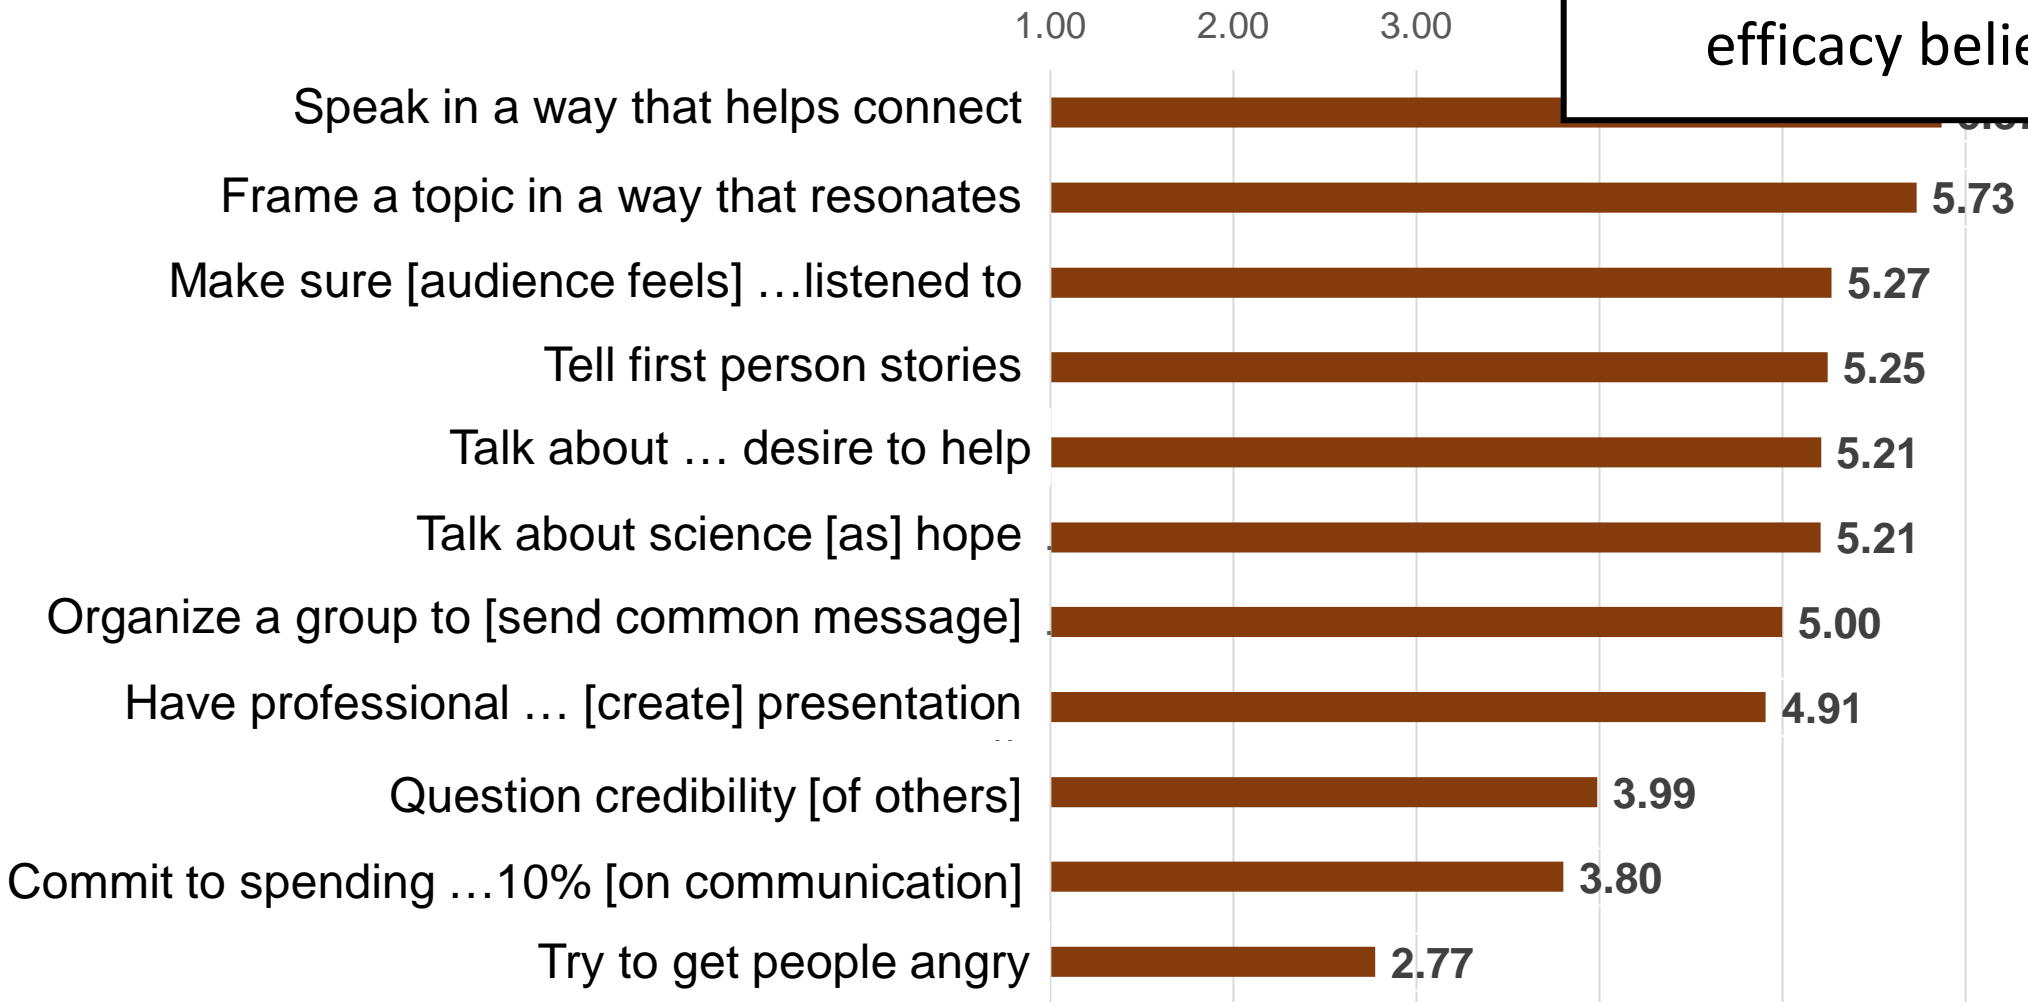 1.00 2.00 3.00
efficacy
Speak in a way that helps connect
Frame a topic in a way that resonates 5.73
Make sure [audience feels] …listened to 5.27
Tell first person stories 5.25
Talk about … desire to help 5.21
Talk about science [as] hope 5.21
Organize a group to [send common message] 5.00
Have professional … [create] presentation 4.91
Question credibility [of others] 3.99
Commit to spending …10% [on communication] 3.80
Try to get people angry 2.77